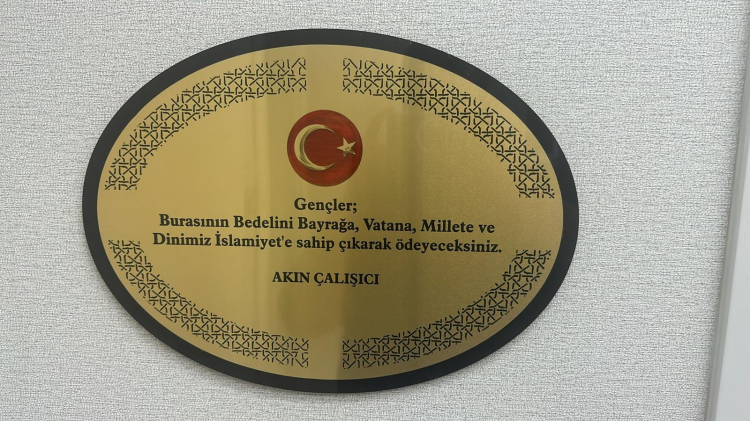 Gençler;
Burasının Bedelini Bayrağa, Vatana, Millete ve
Dinimiz İslamiyet'e sahip çıkarak ödeyeceksiniz.
AKIN ÇALIŞICI